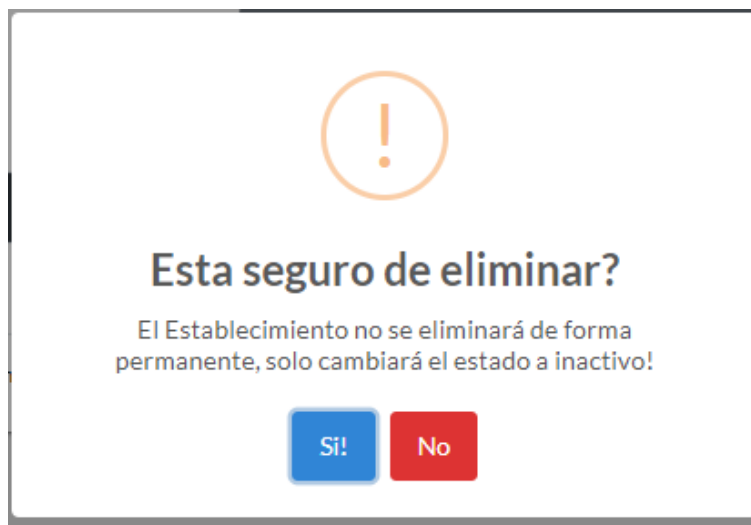 !
Esta seguro de eliminar?
El Establecimiento no se eliminará de forma
permanente, solo cambiará el estado a inactivo!
Si!
No